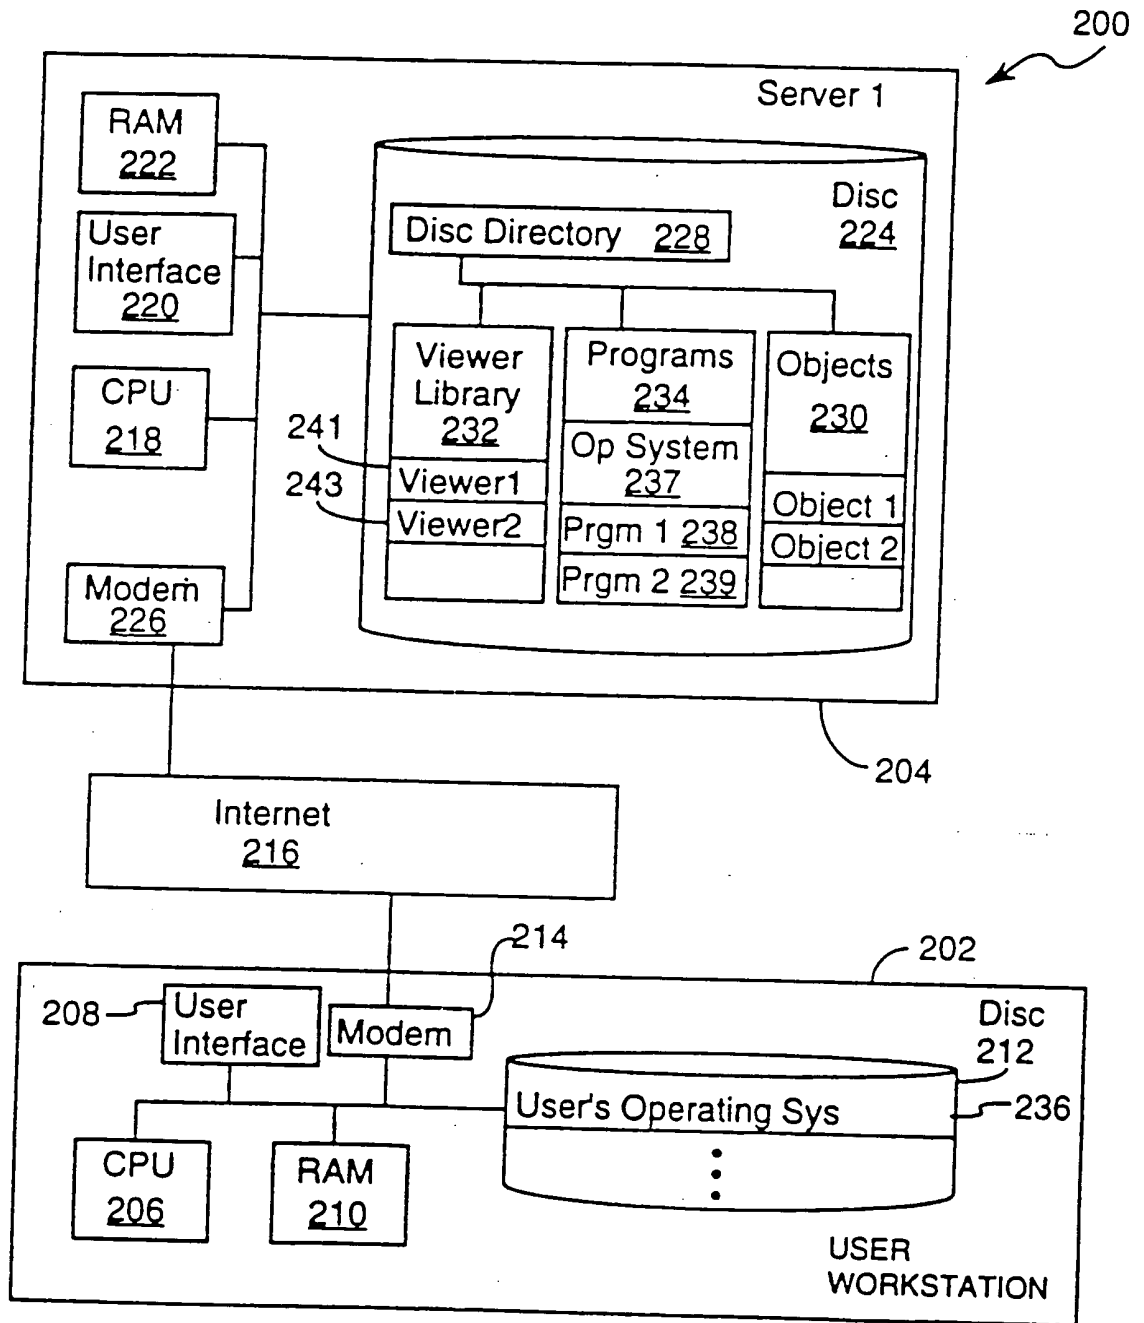 200
Server 1
RAM
222
User
Interface
220
CPU
218
Modem
226
Disc
224
Disc Directory 228
Viewer
Library
232
Viewer1
Viewer2
241
243
Programs
234
Op System
237
Prgm 1 238
Prgm 2 239
Objects
230
Object 1
Object 2
204
Internet
216
214
202
208
User
Interface
Modem
Disc
212
User's Operating Sys
236
CPU
206
RAM
210
USER
WORKSTATION